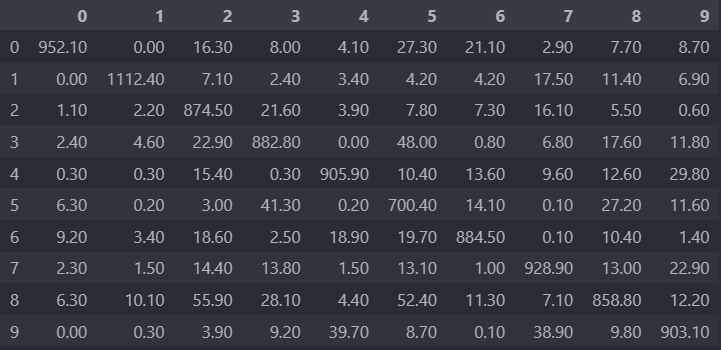 0 1 2 3 4 5 6 7 8 9
0 952.10 0.00 16.30 8.00 4.10 27.30 21.10 2.90 7.70 8.70
1 0.00 1112.40 7.10 2.40 3.40 4.20 4.20 17.50 11.40 6.90
2 1.10 2.20 874.50 21.60 3.90 7.80 7.30 16.10 5.50 0.60
3 2.40 4.60 22.90 882.80 0.00 48.00 0.80 6.80 17.60 11.80
4 0.30 0.30 15.40 0.30 905.90 10.40 13.60 9.60 12.60 29.80
5 6.30 0.20 3.00 41.30 0.20 700.40 14.10 0.10 27.20 11.60
6 9.20 3.40 18.60 2.50 18.90 19.70 884.50 0.10 10.40 1.40
7 2.30 1.50 14.40 13.80 1.50 13.10 1.00 928.90 13.00 22.90
8 6.30 10.10 55.90 28.10 4.40 52.40 11.30 7.10 858.80 12.20
9 0.00 0.30 3.90 9.20 39.70 8.70 0.10 38.90 9.80 903.10